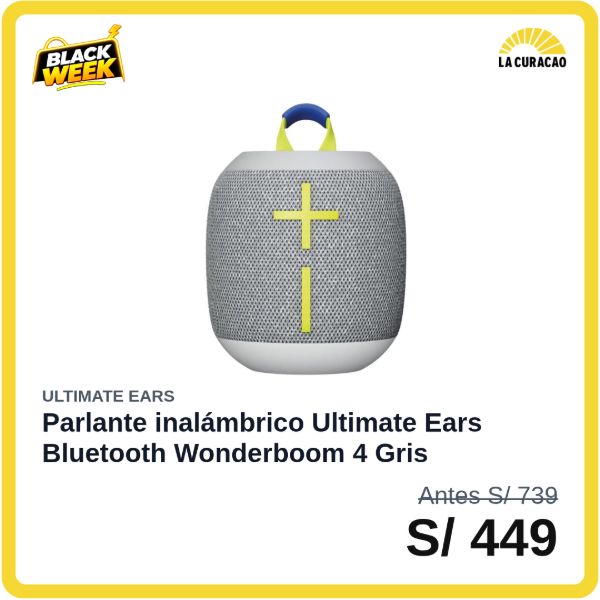 BLACK
WEEK
LA CURACAO
ULTIMATE EARS
Parlante inalámbrico Ultimate Ears
Bluetooth Wonderboom 4 Gris
Antes S/ 739
S/ 449